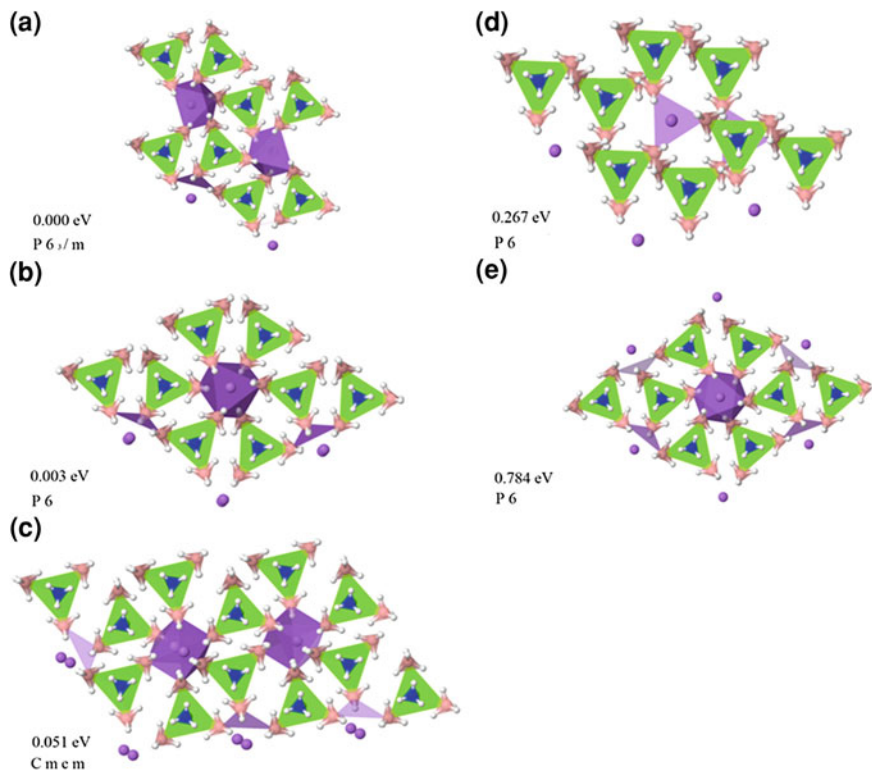 (a)
0.000 eV
P 6 ₃ / m
(b)
0.003 eV
P 6
(c)
0.051 eV
C m c m
(d)
0.267 eV
P 6
(e)
0.784 eV
P 6